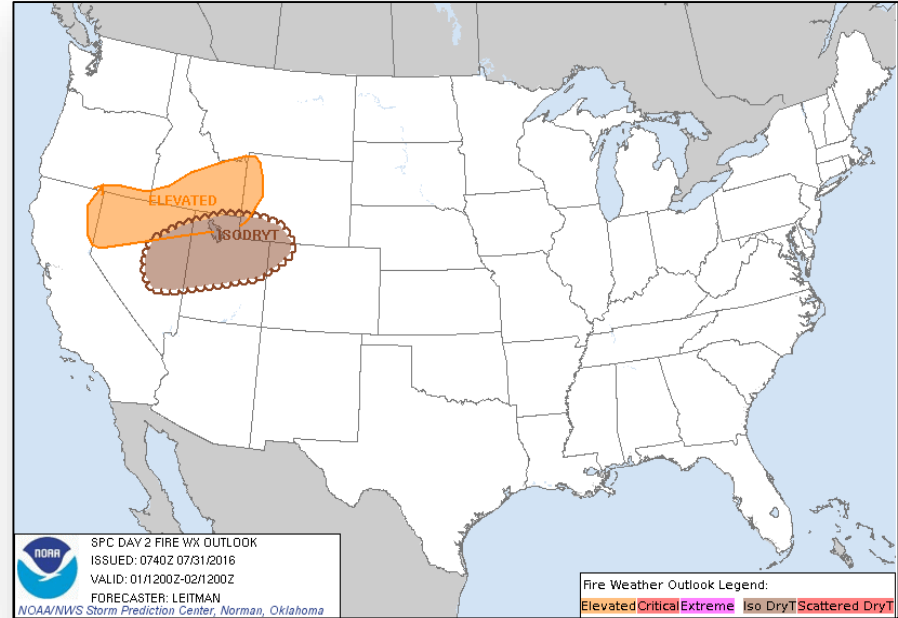 ELEVATED
ISODRYT
NOAA
SPC DAY 2 FIRE WX OUTLOOK
ISSUED: 0740Z 07/31/2016
VALID: 01/1200Z-02/1200Z
FORECASTER: LEITMAN
NOAA/NWS Storm Prediction Center, Norman, Oklahoma
Fire Weather Outlook Legend:
Elevated Critical Extreme Iso DryT Scattered DryT